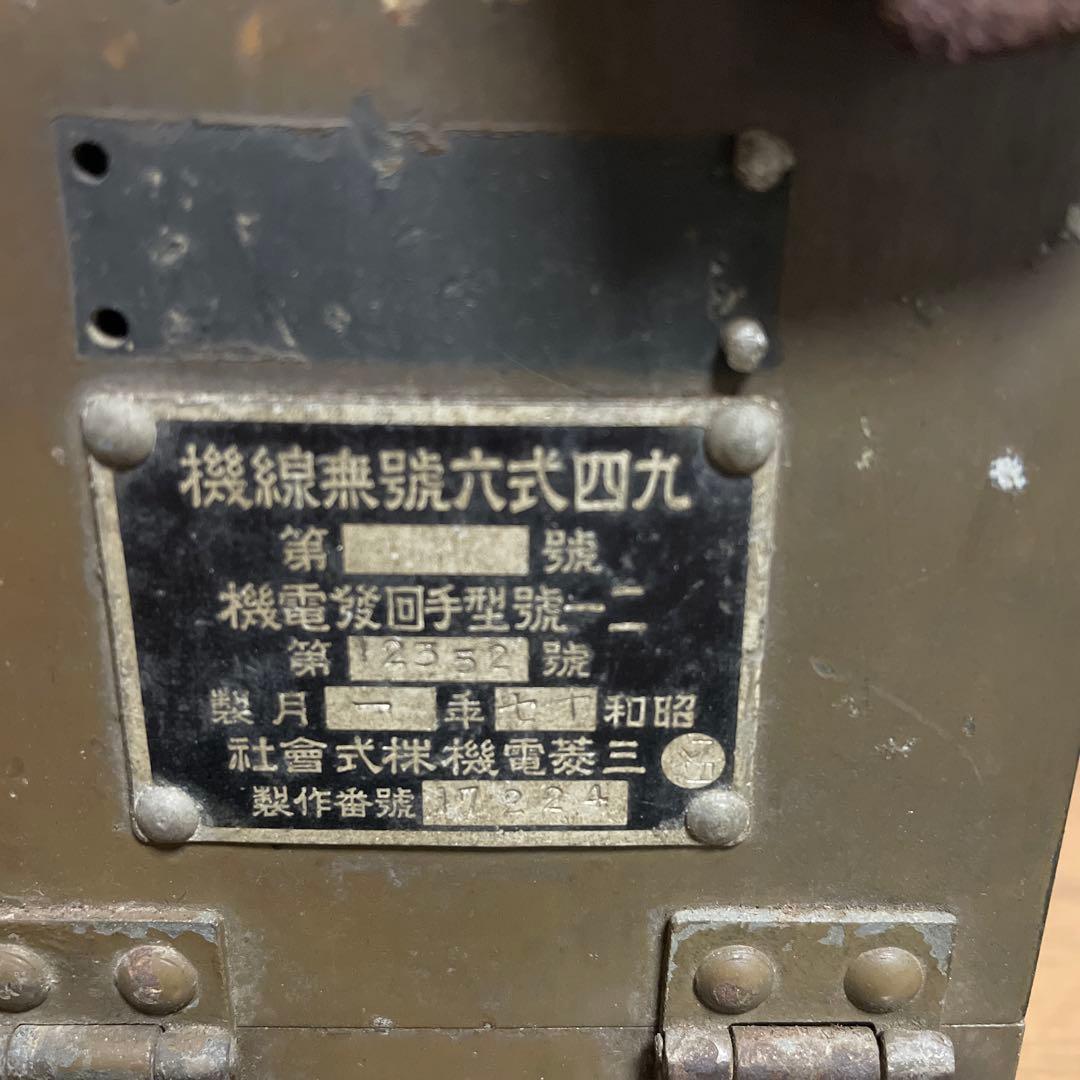 九四式六號無線機
第 號
二一號型手回發電機
第 12352 號
昭和十七年一月製
三菱電機株式會社
製作番號 17224